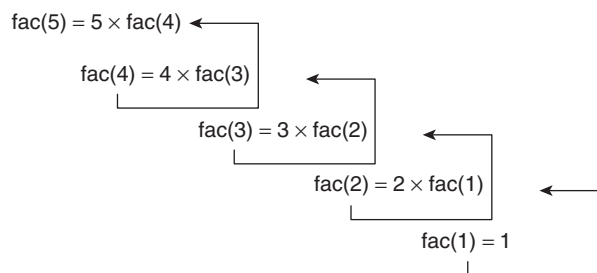 fac(5) = 5 × fac(4)
fac(4) = 4 × fac(3)
fac(3) = 3 × fac(2)
fac(2) = 2 × fac(1)
fac(1) = 1